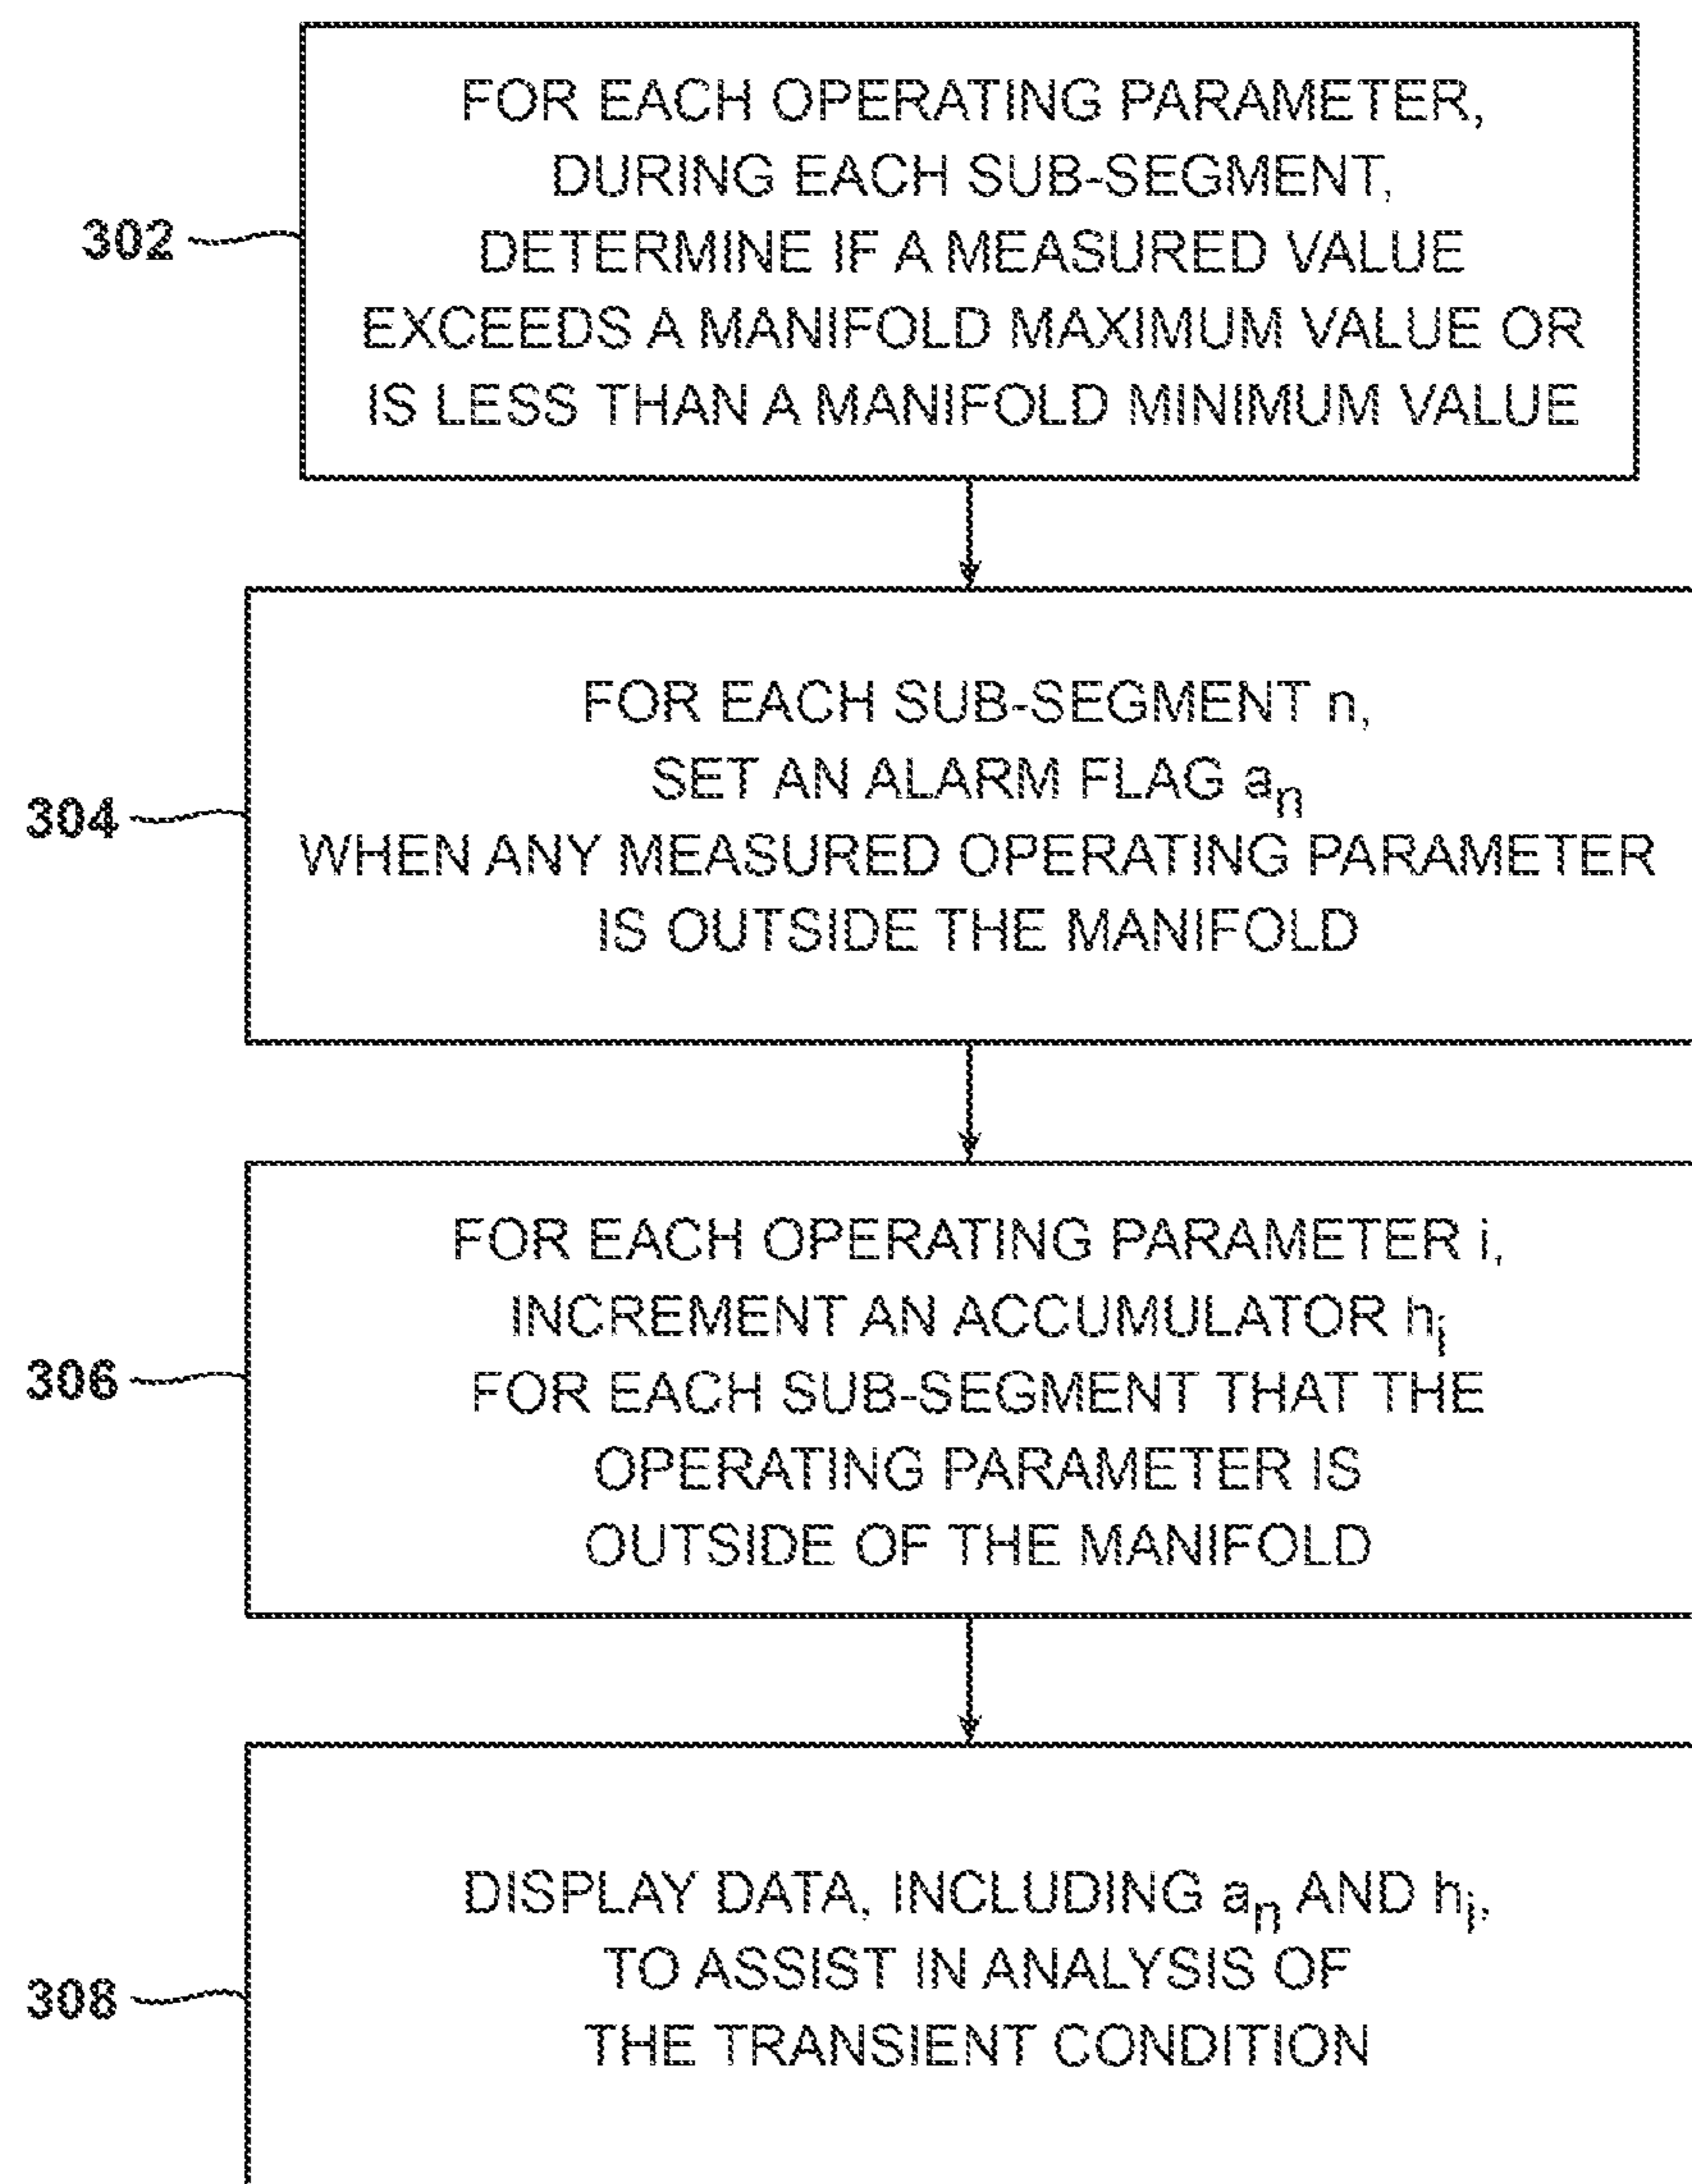 FOR EACH OPERATING PARAMETER,
DURING EACH SUB-SEGMENT,
302
DETERMINE IF A MEASURED VALUE
EXCEEDS A MANIFOLD MAXIMUM VALUE OR
IS LESS THAN A MANIFOLD MINIMUM VALUE
FOR EACH SUB-SEGMENT n,
SET AN ALARM FLAG aₙ
304
WHEN ANY MEASURED OPERATING PARAMETER
IS OUTSIDE THE MANIFOLD
FOR EACH OPERATING PARAMETER i,
INCREMENT AN ACCUMULATOR hᵢ
306
FOR EACH SUB-SEGMENT THAT THE
OPERATING PARAMETER IS
OUTSIDE OF THE MANIFOLD
DISPLAY DATA, INCLUDING aₙ AND hᵢ,
TO ASSIST IN ANALYSIS OF
308
THE TRANSIENT CONDITION